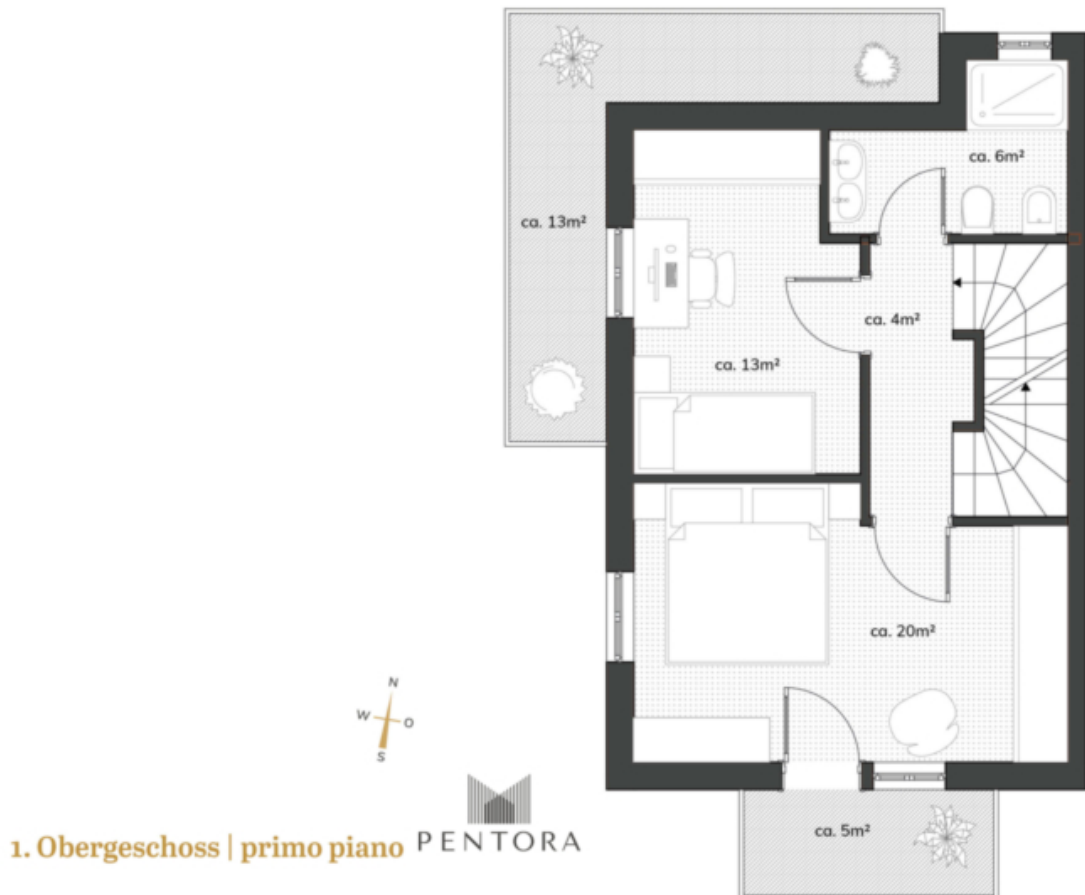 ca. 6m²
ca. 13m²
ca. 4m²
ca. 13m²
ca. 20m²
N
W O
S
ca. 5m²
1. Obergeschoss | primo piano
PENTORA